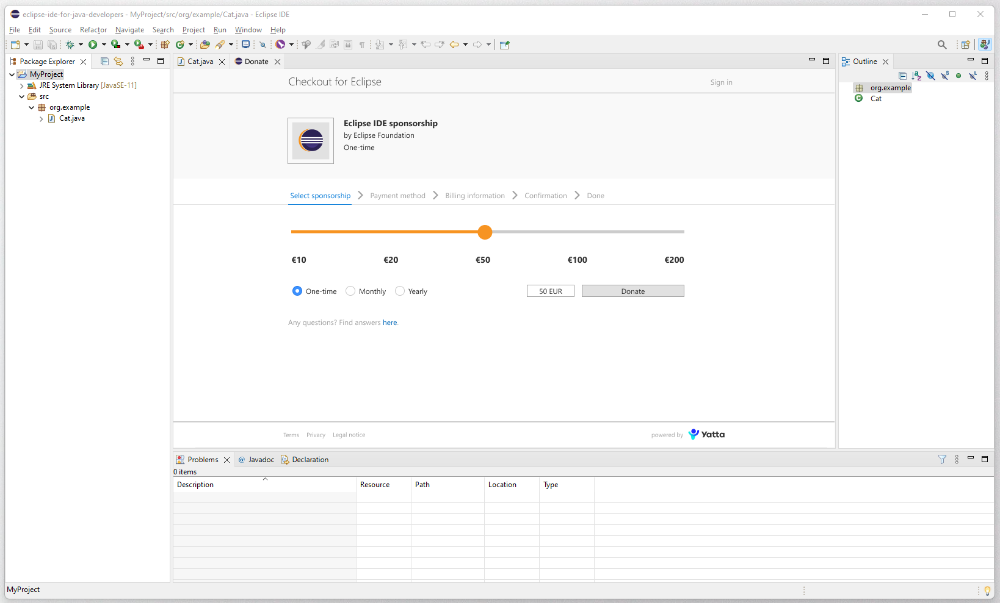 eclipse-ide-for-java-developers - MyProject/src/org/example/Cat.java - Eclipse IDE
File Edit Source Refactor Navigate Search Project Run Window Help
Package Explorer
MyProject
JRE System Library [JavaSE-11]
src
org.example
Cat.java
Cat.java Donate
Checkout for Eclipse Sign in
Eclipse IDE sponsorship
by Eclipse Foundation
One-time
Select sponsorship Payment method Billing information Confirmation Done
€10 €20 €50 €100 €200
One-time Monthly Yearly 50 EUR Donate
Any questions? Find answers here.
Terms Privacy Legal notice powered by Yatta
Outline
org.example
Cat
Problems @ Javadoc Declaration
0 items
Description Resource Path Location Type
MyProject